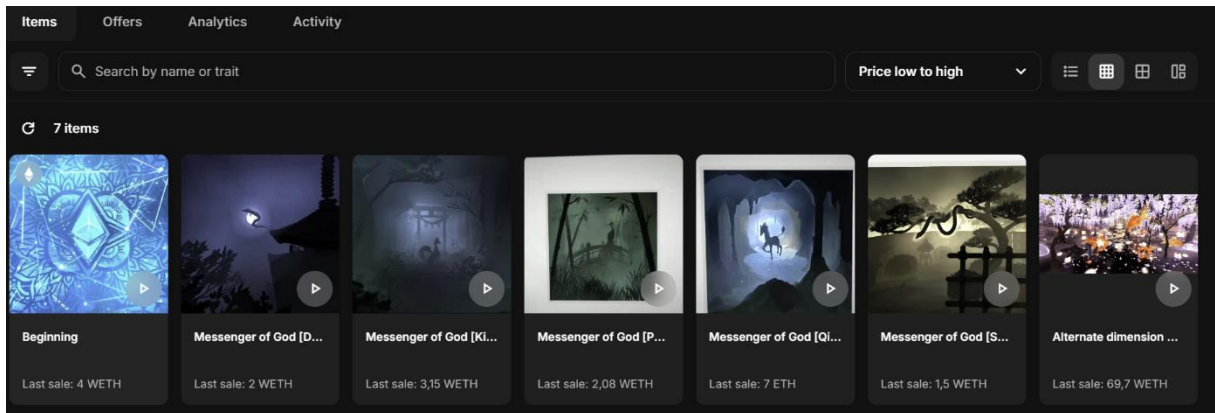 Items Offers Analytics Activity
Search by name or trait Price low to high
7 items
Beginning Messenger of God [D... Messenger of God [Ki... Messenger of God [P... Messenger of God [Qi... Messenger of God [S... Alternate dimension ...
Last sale: 4 WETH Last sale: 2 WETH Last sale: 3,15 WETH Last sale: 2,08 WETH Last sale: 7 ETH Last sale: 1,5 WETH Last sale: 69,7 WETH